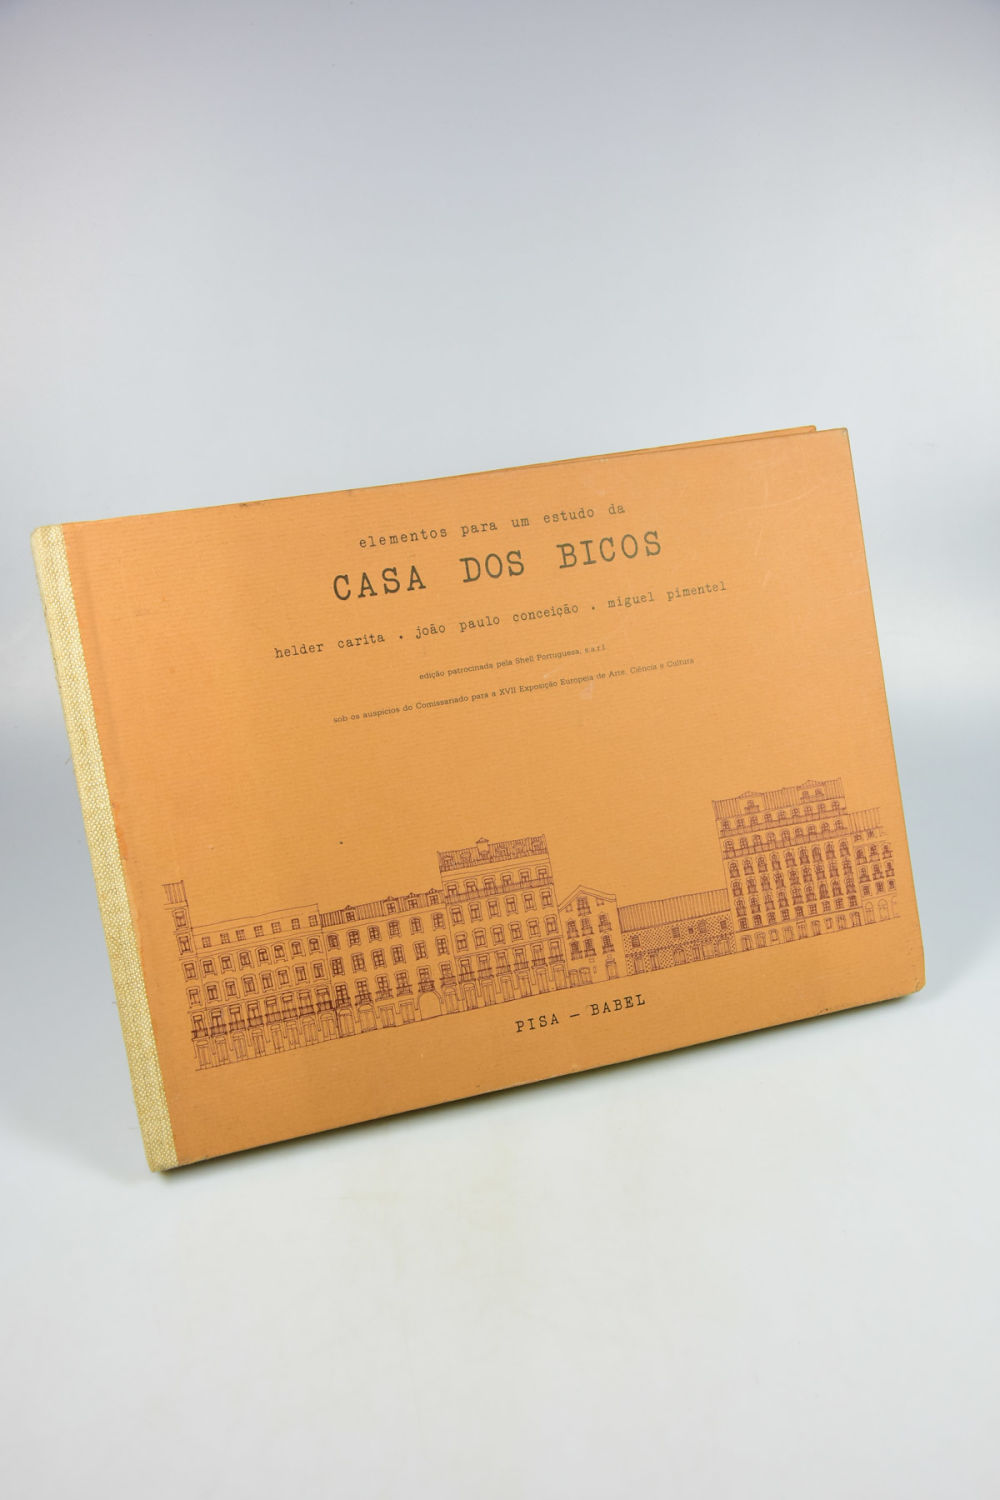 elementos para um estudo da
CASA DOS BICOS
helder carita . joão paulo conceição . miguel pimentel
edição patrocinada pela Shell Portuguesa, s.a.r.l
sob os auspícios do Comissariado para a XVII Exposição Europeia de Arte, Ciência e Cultura
PISA — BABEL